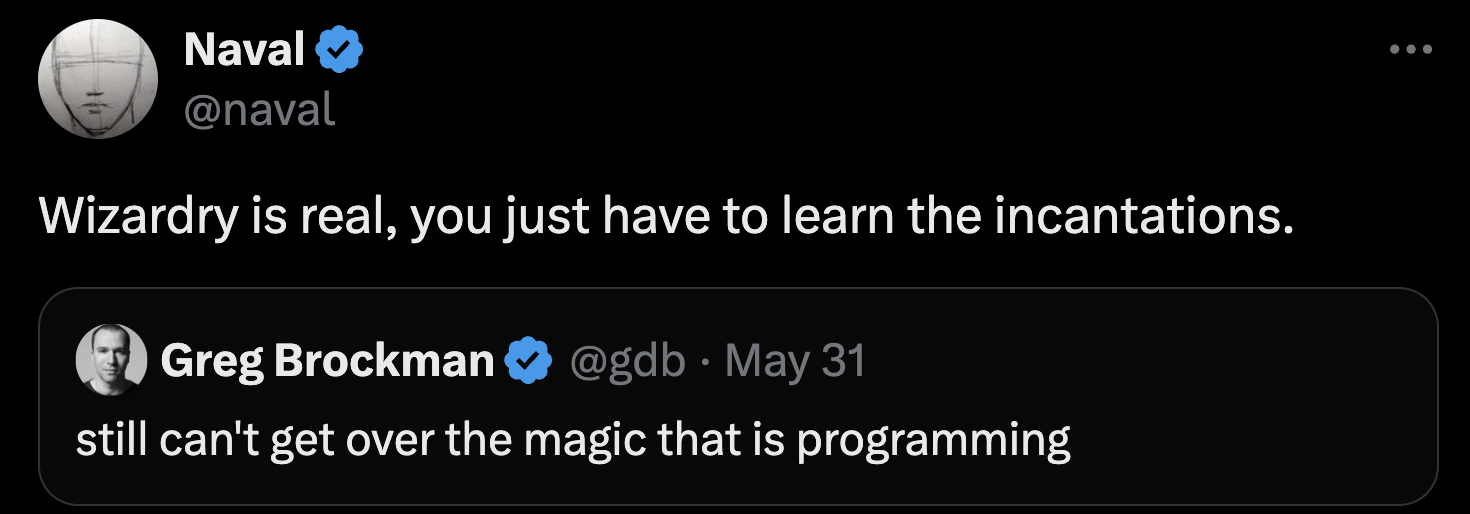 Naval
@naval
Wizardry is real, you just have to learn the incantations.
Greg Brockman @gdb · May 31
still can't get over the magic that is programming